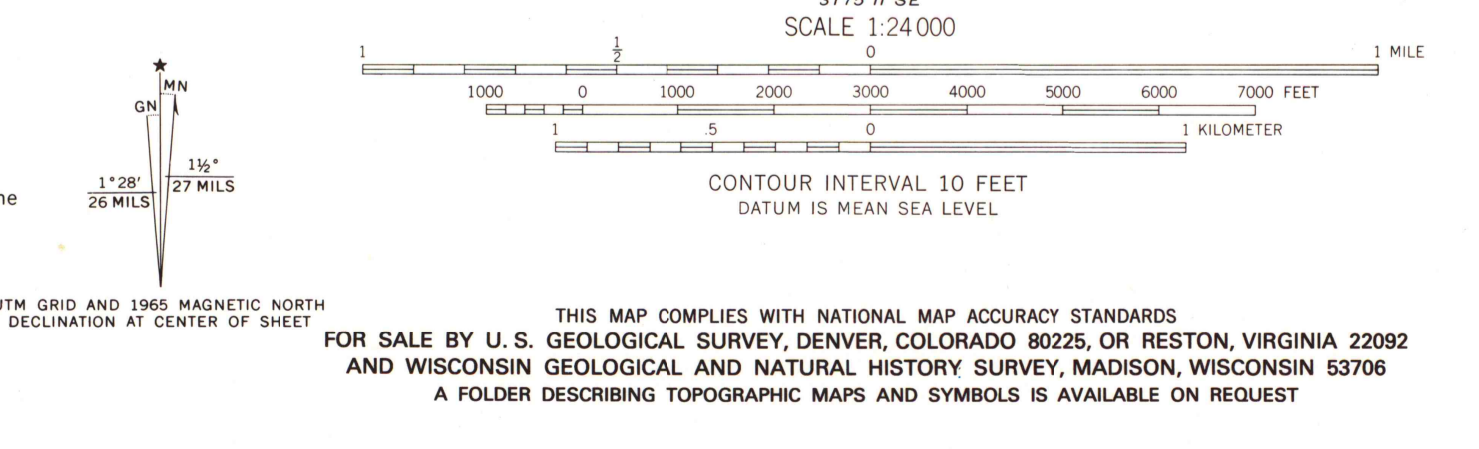 SCALE 1:24 000
1 1/2 0 1 MILE
1000 0 1000 2000 3000 4000 5000 6000 7000 FEET
1 .5 0 1 KILOMETER
CONTOUR INTERVAL 10 FEET
DATUM IS MEAN SEA LEVEL
★
MN
GN
1½°
27 MILS
1°28'
26 MILS
UTM GRID AND 1965 MAGNETIC NORTH
DECLINATION AT CENTER OF SHEET
THIS MAP COMPLIES WITH NATIONAL MAP ACCURACY STANDARDS
FOR SALE BY U. S. GEOLOGICAL SURVEY, DENVER, COLORADO 80225, OR RESTON, VIRGINIA 22092
AND WISCONSIN GEOLOGICAL AND NATURAL HISTORY SURVEY, MADISON, WISCONSIN 53706
A FOLDER DESCRIBING TOPOGRAPHIC MAPS AND SYMBOLS IS AVAILABLE ON REQUEST